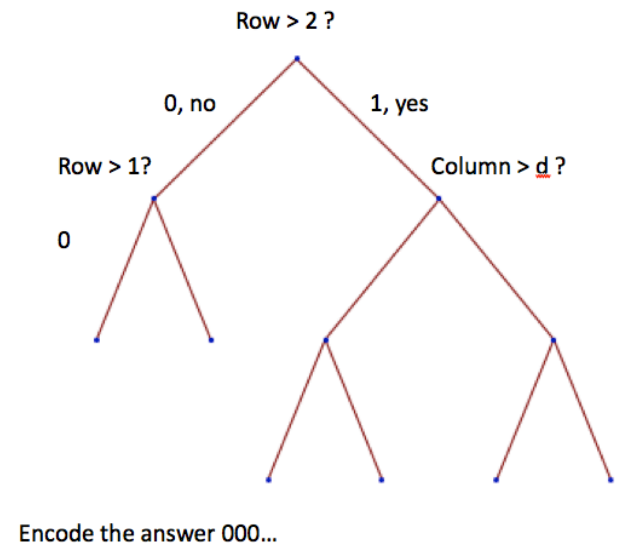 Row > 2 ?
0, no
1, yes
Row > 1?
Column > d ?
0
Encode the answer 000...